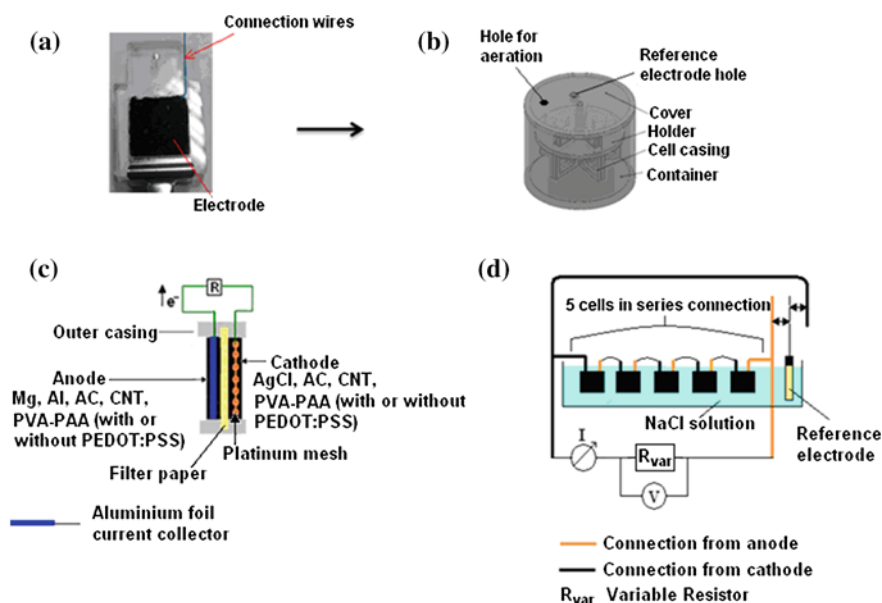 (a)
Connection wires
Electrode
(b)
Hole for
aeration
Reference
electrode hole
Cover
Holder
Cell casing
Container
(c)
R
e-
Outer casing
Anode
Mg, Al, AC, CNT,
PVA-PAA (with or
without PEDOT:PSS)
Cathode
AgCl, AC, CNT,
PVA-PAA (with or without
PEDOT:PSS)
Platinum mesh
Filter paper
Aluminium foil
current collector
(d)
5 cells in series connection
NaCl solution
Reference
electrode
I
Rvar
V
Connection from anode
Connection from cathode
Rvar Variable Resistor